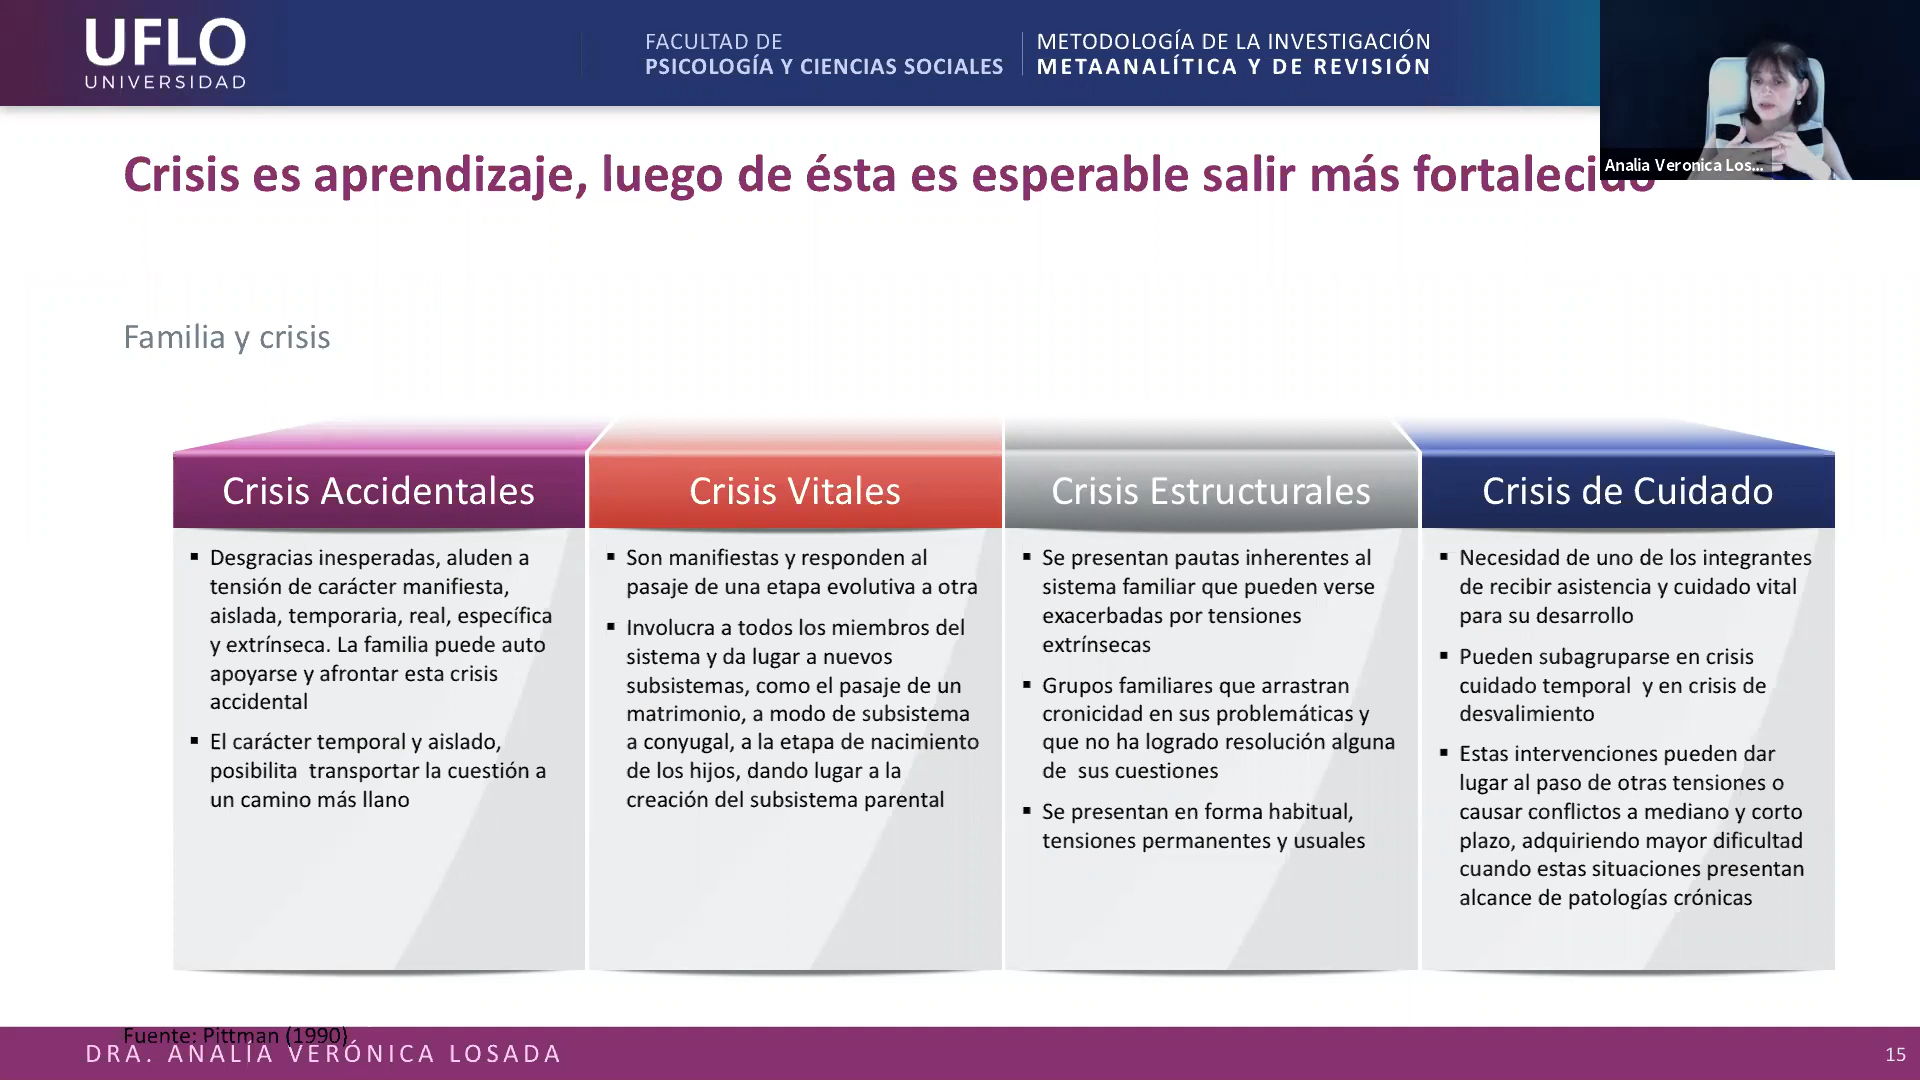 UFLO
UNIVERSIDAD
FACULTAD DE
PSICOLOGÍA Y CIENCIAS SOCIALES
METODOLOGÍA DE LA INVESTIGACIÓN
METAANALÍTICA Y DE REVISIÓN
Analia Veronica Los...
Crisis es aprendizaje, luego de ésta es esperable salir más fortalecido
Familia y crisis
Crisis Accidentales
▪ Desgracias inesperadas, aluden a
tensión de carácter manifiesta,
aislada, temporaria, real, específica
y extrínseca. La familia puede auto
apoyarse y afrontar esta crisis
accidental
▪ El carácter temporal y aislado,
posibilita  transportar la cuestión a
un camino más llano
Crisis Vitales
▪ Son manifiestas y responden al
pasaje de una etapa evolutiva a otra
▪ Involucra a todos los miembros del
sistema y da lugar a nuevos
subsistemas, como el pasaje de un
matrimonio, a modo de subsistema
a conyugal, a la etapa de nacimiento
de los hijos, dando lugar a la
creación del subsistema parental
Crisis Estructurales
▪ Se presentan pautas inherentes al
sistema familiar que pueden verse
exacerbadas por tensiones
extrínsecas
▪ Grupos familiares que arrastran
cronicidad en sus problemáticas y
que no ha logrado resolución alguna
de  sus cuestiones
▪ Se presentan en forma habitual,
tensiones permanentes y usuales
Crisis de Cuidado
▪ Necesidad de uno de los integrantes
de recibir asistencia y cuidado vital
para su desarrollo
▪ Pueden subagruparse en crisis
cuidado temporal  y en crisis de
desvalimiento
▪ Estas intervenciones pueden dar
lugar al paso de otras tensiones o
causar conflictos a mediano y corto
plazo, adquiriendo mayor dificultad
cuando estas situaciones presentan
alcance de patologías crónicas
Fuente: Pittman (1990)
DRA. ANALÍA VERÓNICA LOSADA
15